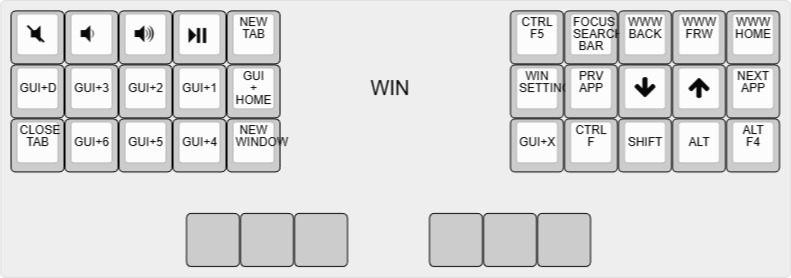 NEW
TAB
CTRL
F5
FOCUS
SEARCH
BAR
WWW
BACK
WWW
FRW
WWW
HOME
GUI+D
GUI+3
GUI+2
GUI+1
GUI
+
HOME
WIN
WIN
SETTING
PRV
APP
NEXT
APP
CLOSE
TAB
GUI+6
GUI+5
GUI+4
NEW
WINDOW
GUI+X
CTRL
F
SHIFT
ALT
ALT
F4